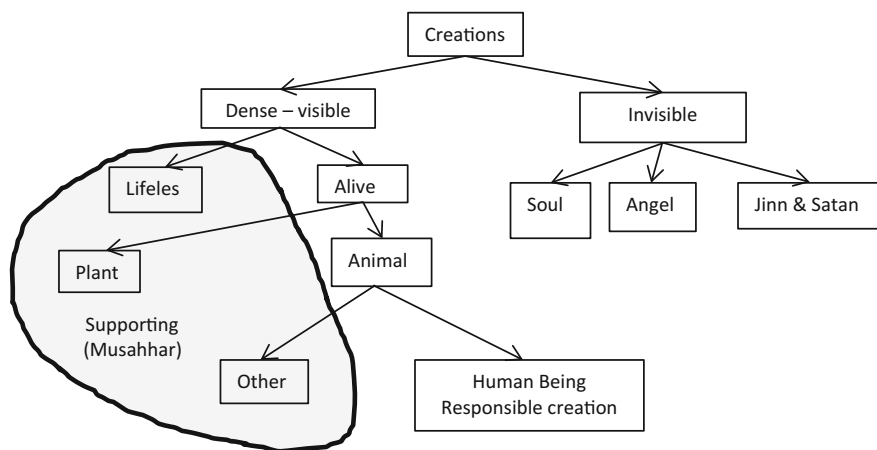 Creations
Dense – visible
Invisible
Lifeles
Alive
Soul
Angel
Jinn & Satan
Plant
Animal
Supporting
(Musahhar)
Other
Human Being
Responsible creation